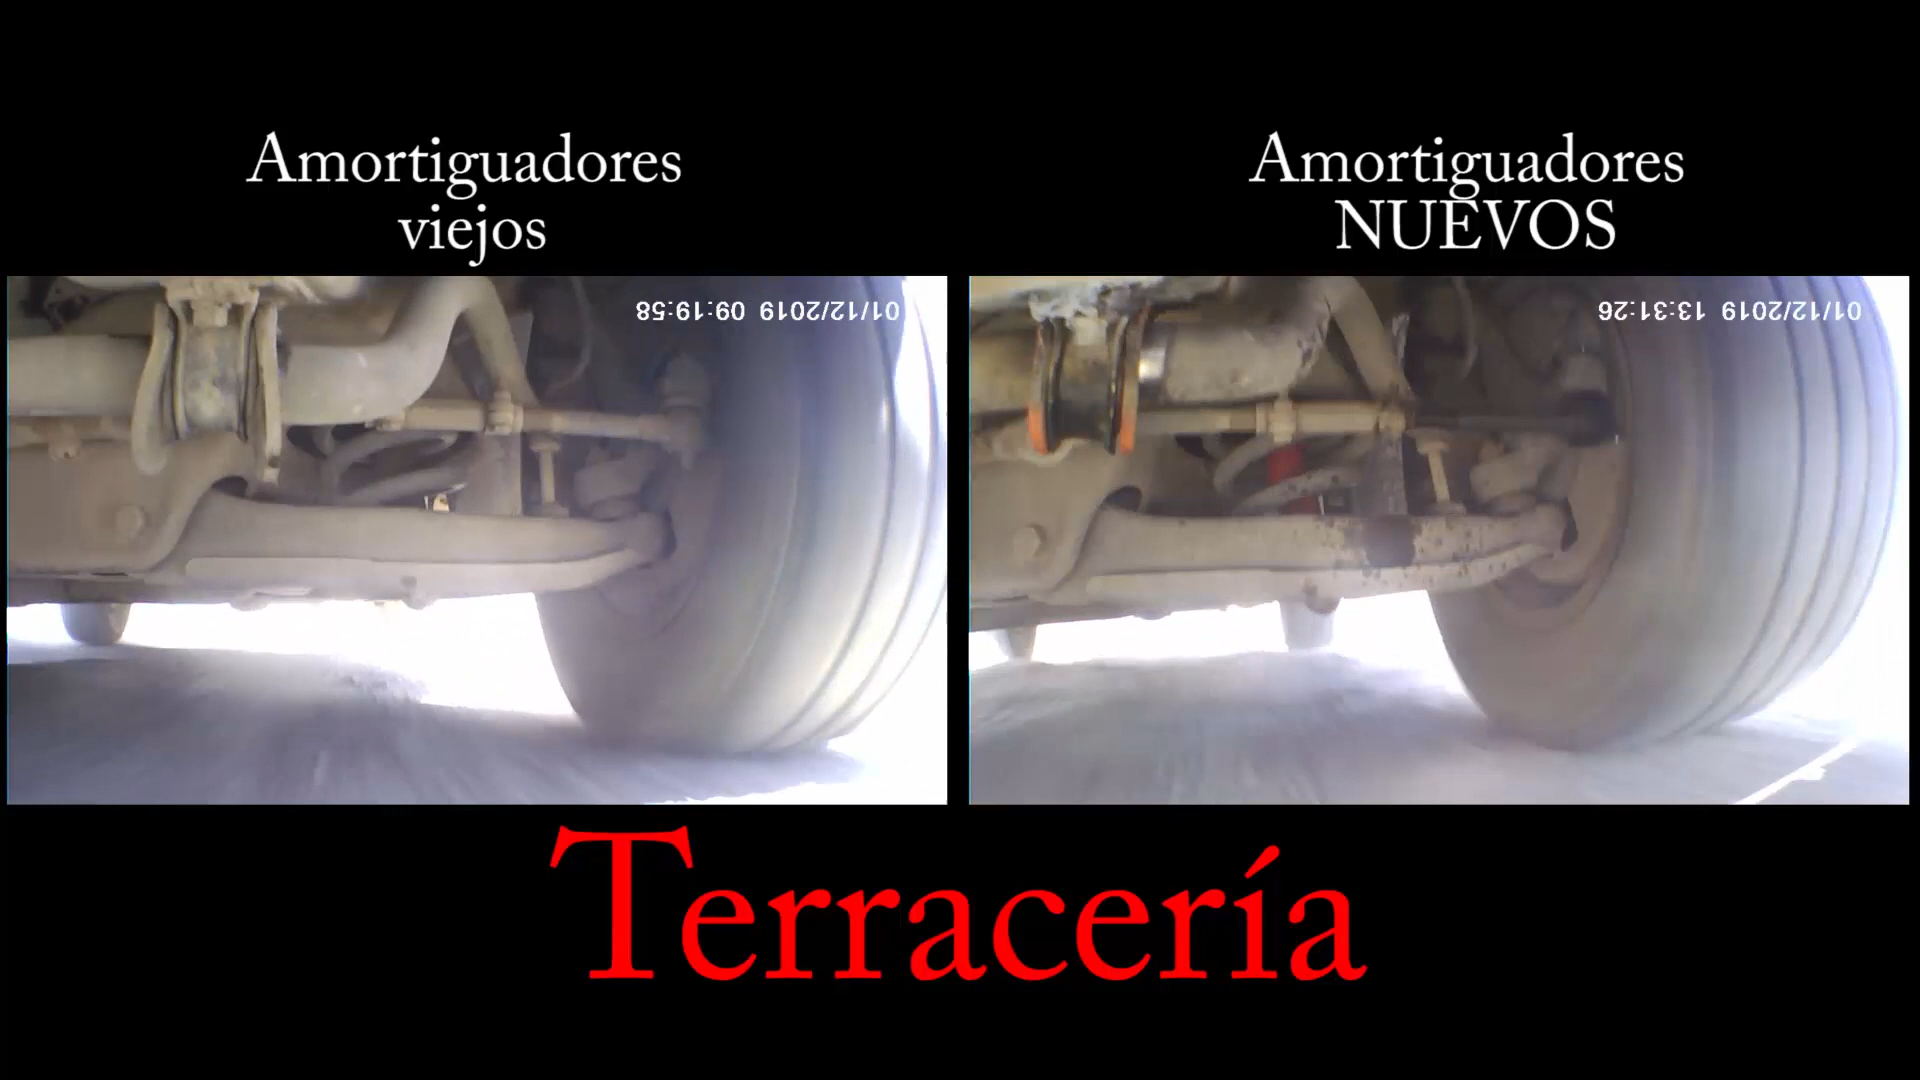 Amortiguadores
viejos
Amortiguadores
NUEVOS
01/12/2019 09:19:58
01/12/2019 13:31:26
Terracería